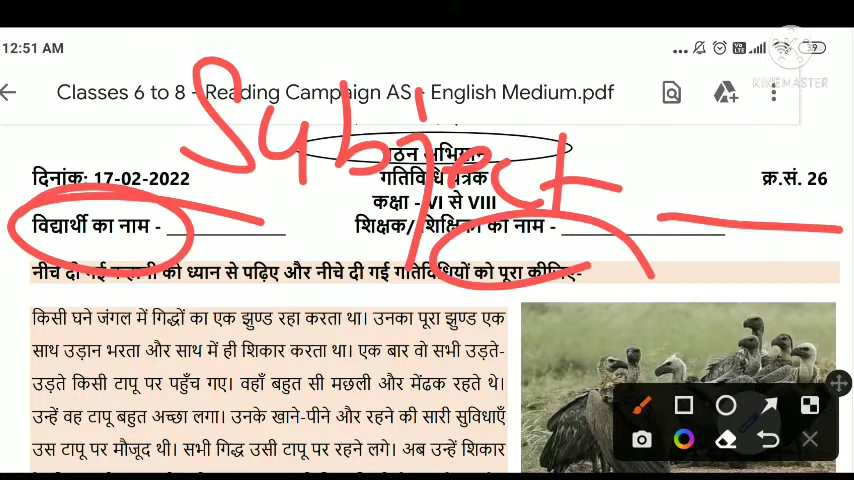 12:51 AM
39
KINEMASTER
Classes 6 to 8 - Reading Campaign AS - English Medium.pdf
Subject
पठन अभियान
दिनांक: 17-02-2022 गतिविधि पत्रक क्र.सं. 26
कक्षा - VI से VIII
विद्यार्थी का नाम - शिक्षक/ शिक्षिका का नाम -
नीचे दी गई कहानी को ध्यान से पढ़िए और नीचे दी गई गतिविधियों को पूरा कीजिए-
किसी घने जंगल में गिद्धों का एक झुण्ड रहा करता था। उनका पूरा झुण्ड एक
साथ उड़ान भरता और साथ में ही शिकार करता था। एक बार वो सभी उड़ते-
उड़ते किसी टापू पर पहुँच गए। वहाँ बहुत सी मछली और मेंढक रहते थे।
उन्हें वह टापू बहुत अच्छा लगा। उनके खाने-पीने और रहने की सारी सुविधाएँ
उस टापू पर मौजूद थी। सभी गिद्ध उसी टापू पर रहने लगे। अब उन्हें शिकार